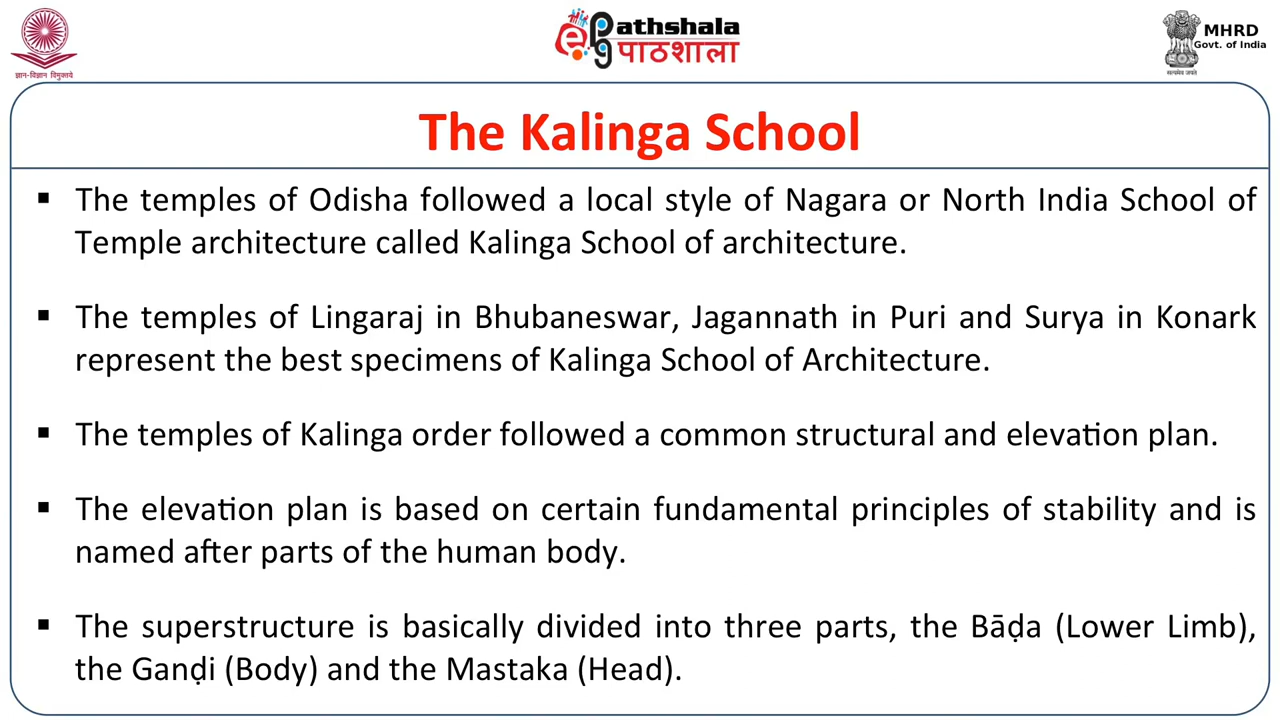 ज्ञान-विज्ञान विमुक्तये
ePathshala
पाठशाला
MHRD
Govt. of India
सत्यमेव जयते
The Kalinga School
▪ The temples of Odisha followed a local style of Nagara or North India School of
Temple architecture called Kalinga School of architecture.
▪ The temples of Lingaraj in Bhubaneswar, Jagannath in Puri and Surya in Konark
represent the best specimens of Kalinga School of Architecture.
▪ The temples of Kalinga order followed a common structural and elevation plan.
▪ The elevation plan is based on certain fundamental principles of stability and is
named after parts of the human body.
▪ The superstructure is basically divided into three parts, the Bāḍa (Lower Limb),
the Ganḍi (Body) and the Mastaka (Head).